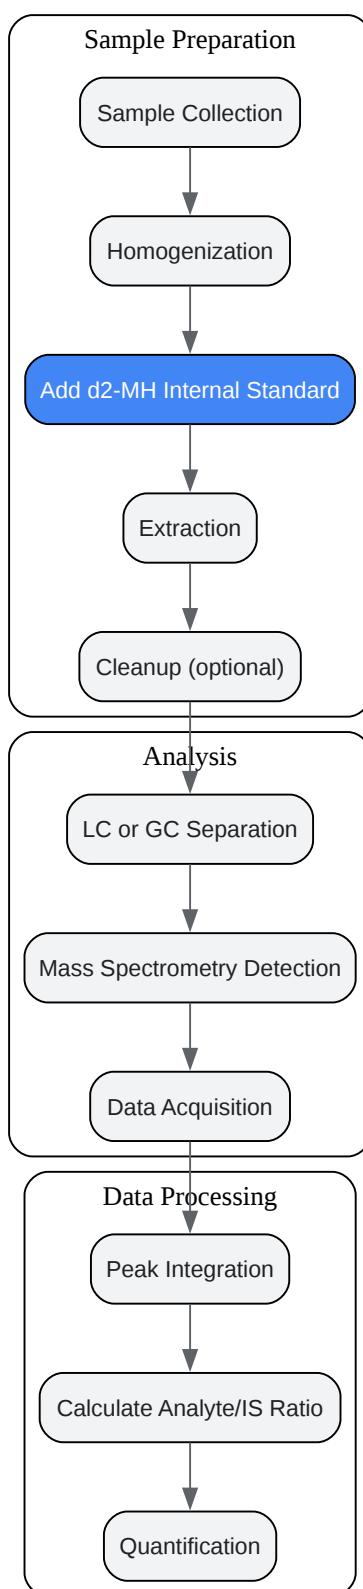 Sample Preparation
Sample Collection
Homogenization
Add d2-MH Internal Standard
Extraction
Cleanup (optional)
Analysis
LC or GC Separation
Mass Spectrometry Detection
Data Acquisition
Data Processing
Peak Integration
Calculate Analyte/IS Ratio
Quantification